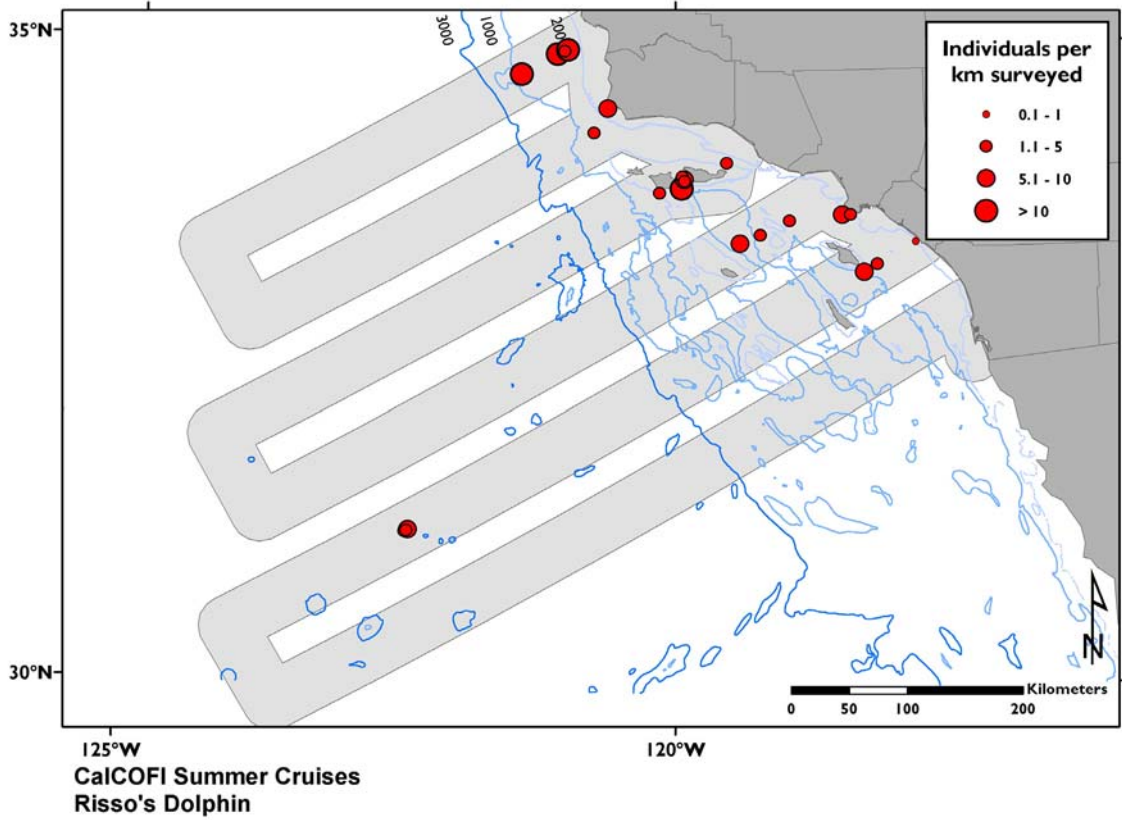 35°N
3000
1000
200
Individuals per
km surveyed
0.1 - 1
1.1 - 5
5.1 - 10
> 10
30°N
N
Kilometers
0 50 100 200
125°W
120°W
CalCOFI Summer Cruises
Risso's Dolphin